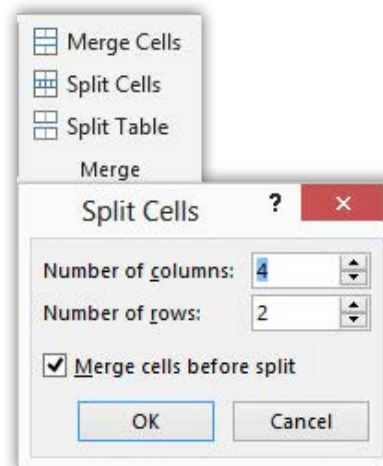 Merge Cells
Split Cells
Split Table
Merge
Split Cells ? ×
Number of columns: 4
Number of rows: 2
Merge cells before split
OK Cancel